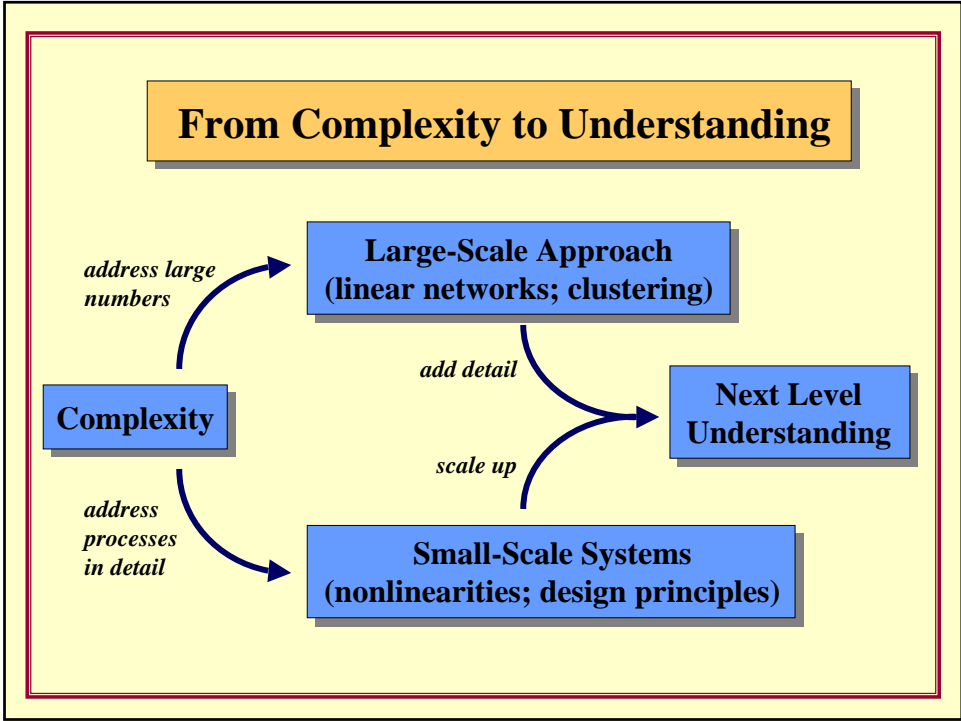 From Complexity to Understanding
Large-Scale Approach
(linear networks; clustering)
address large
numbers
add detail
Next Level
Understanding
Complexity
scale up
address
processes
in detail
Small-Scale Systems
(nonlinearities; design principles)